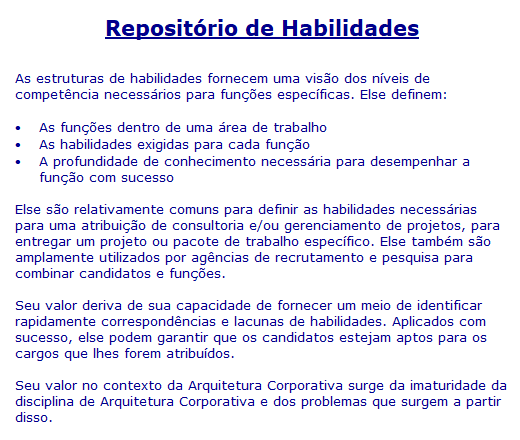 Repositório de Habilidades
As estruturas de habilidades fornecem uma visão dos níveis de
competência necessários para funções específicas. Else definem:
• As funções dentro de uma área de trabalho
• As habilidades exigidas para cada função
• A profundidade de conhecimento necessária para desempenhar a
função com sucesso
Else são relativamente comuns para definir as habilidades necessárias
para uma atribuição de consultoria e/ou gerenciamento de projetos, para
entregar um projeto ou pacote de trabalho específico. Else também são
amplamente utilizados por agências de recrutamento e pesquisa para
combinar candidatos e funções.
Seu valor deriva de sua capacidade de fornecer um meio de identificar
rapidamente correspondências e lacunas de habilidades. Aplicados com
sucesso, else podem garantir que os candidatos estejam aptos para os
cargos que lhes forem atribuídos.
Seu valor no contexto da Arquitetura Corporativa surge da imaturidade da
disciplina de Arquitetura Corporativa e dos problemas que surgem a partir
disso.